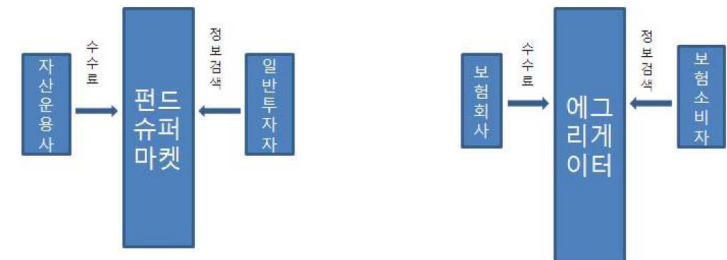 자산운용사
수수료
펀드
슈퍼
마켓
정보검색
일반투자자
보험회사
수수료
에그
리게
이터
정보검색
보험소비자